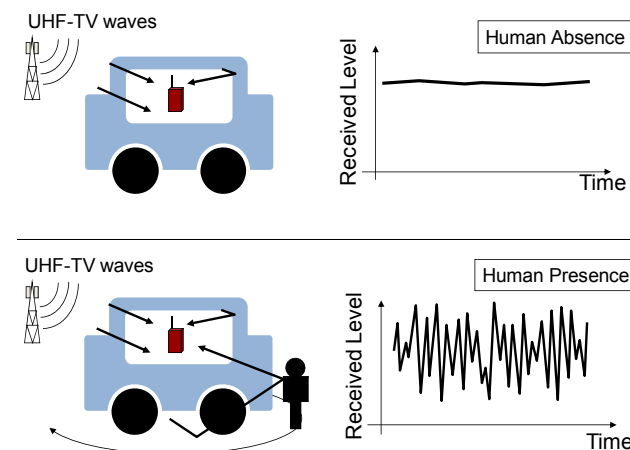 UHF-TV waves
Human Absence
Received Level
Time
UHF-TV waves
Human Presence
Received Level
Time